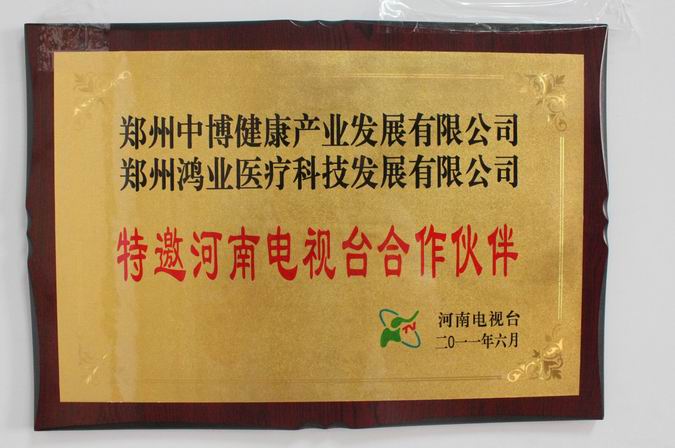 郑州中博健康产业发展有限公司
郑州鸿业医疗科技发展有限公司
特邀河南电视台合作伙伴
TV
河南电视台
二〇一一年六月